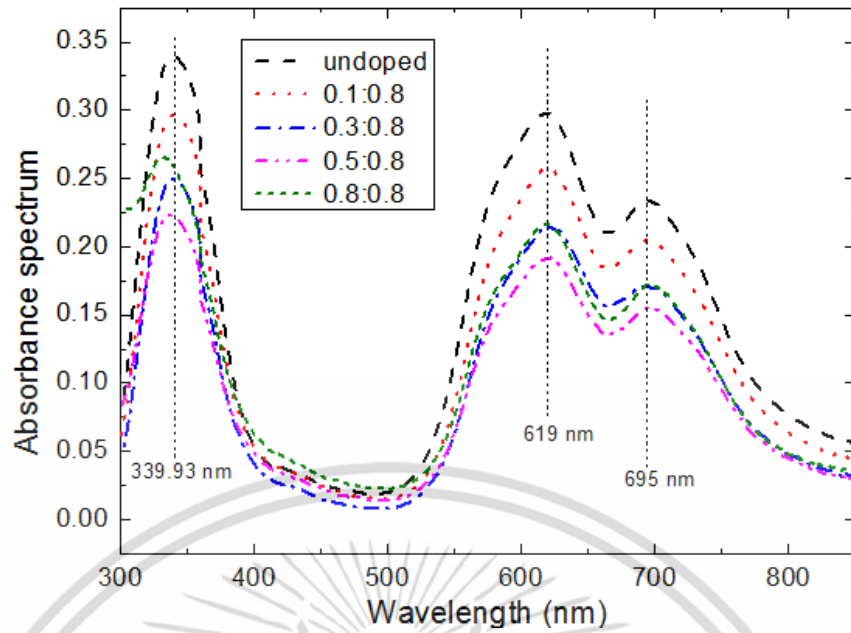 Absorbance spectrum
0.35
0.30
0.25
0.20
0.15
0.10
0.05
0.00
undoped
0.1:0.8
0.3:0.8
0.5:0.8
0.8:0.8
339.93 nm
619 nm
695 nm
300 400 500 600 700 800
Wavelength (nm)